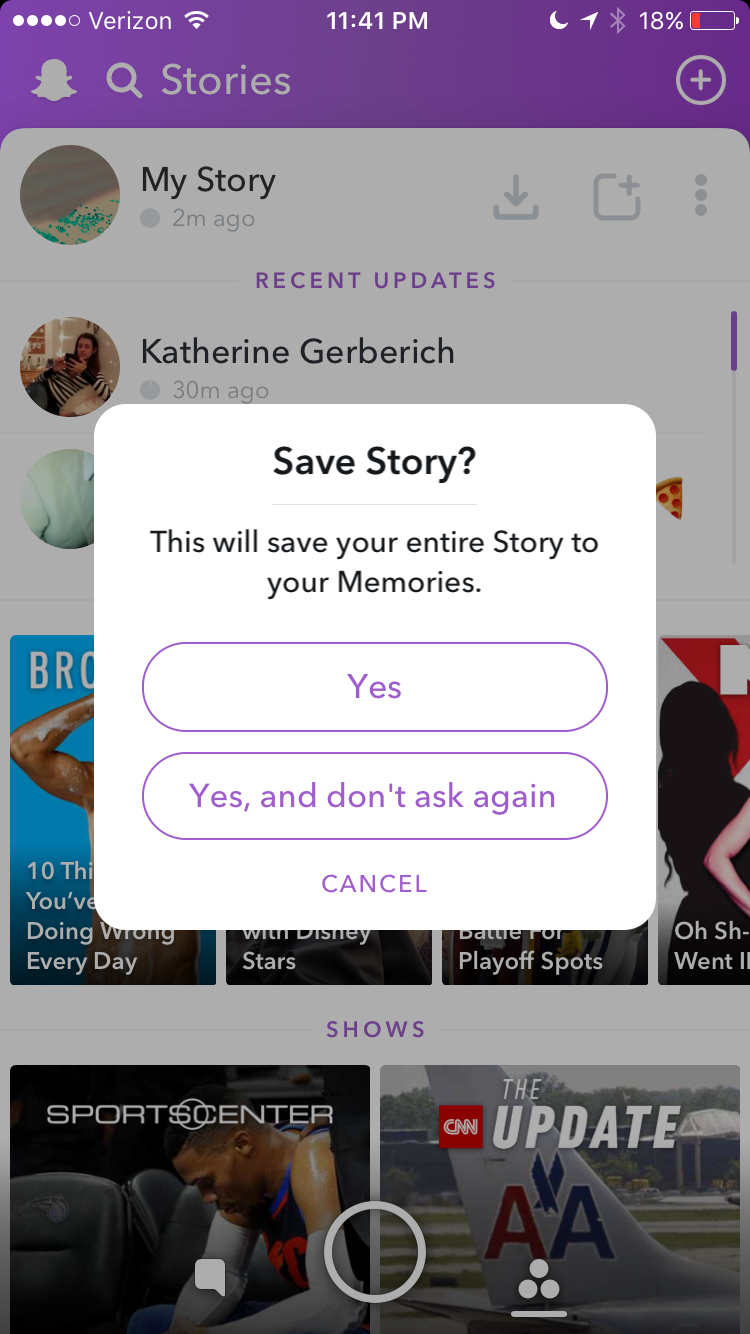 Verizon 11:41 PM 18%
Stories
My Story
2m ago
RECENT UPDATES
Katherine Gerberich
30m ago
Save Story?
This will save your entire Story to
your Memories.
Yes
Yes, and don't ask again
CANCEL
BRO
10 Thi
You've
Doing Wrong
Every Day
with Disney
Stars
Battle For
Playoff Spots
Oh Sh-
Went Il
SHOWS
SPORTSCENTER
THE
CNN UPDATE
AA